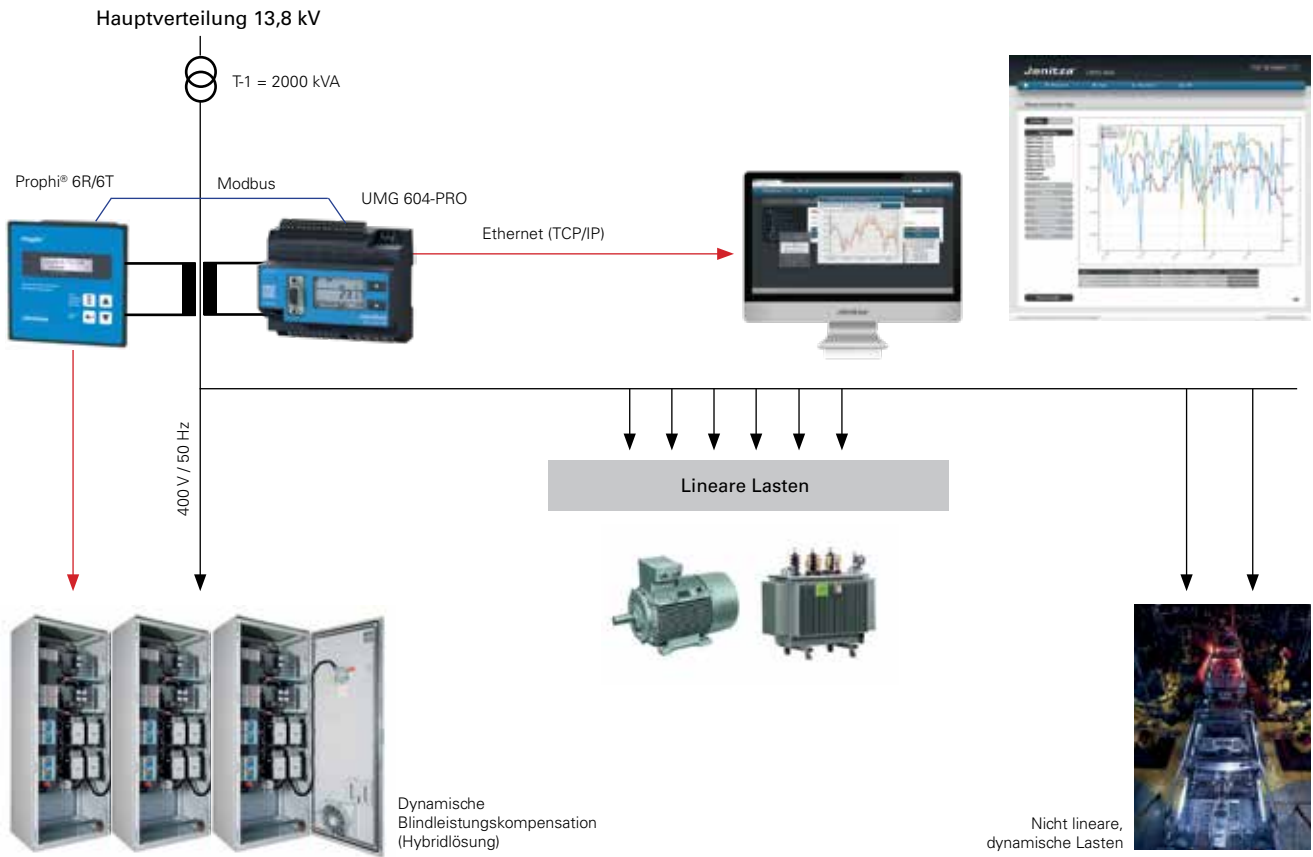 Hauptverteilung 13,8 kV
T-1 = 2000 kVA
Janitza
Prophi® 6R/6T
Modbus
UMG 604-PRO
Ethernet (TCP/IP)
400 V / 50 Hz
Lineare Lasten
Dynamische
Blindleistungskompensation
(Hybridlösung)
Nicht lineare,
dynamische Lasten